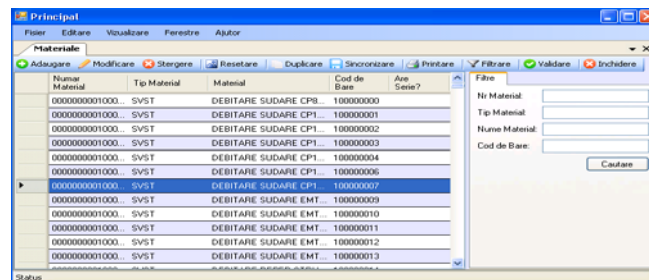 Principal
Fisier Editare Vizualizare Ferestre Ajutor
Materiale
Adaugare Modificare Stergere Resetare Duplicare Sincronizare Printare Filtrare Validare Inchidere
Numar Material Tip Material Material Cod de Bare Are Serie?
0000000001000... SVST DEBITARE SUDARE CP8... 100000000
0000000001000... SVST DEBITARE SUDARE CP1... 100000001
0000000001000... SVST DEBITARE SUDARE CP1... 100000002
0000000001000... SVST DEBITARE SUDARE CP1... 100000003
0000000001000... SVST DEBITARE SUDARE CP1... 100000004
0000000001000... SVST DEBITARE SUDARE CP1... 100000006
0000000001000... SVST DEBITARE SUDARE CP1... 100000007
0000000001000... SVST DEBITARE SUDARE EMT... 100000009
0000000001000... SVST DEBITARE SUDARE EMT... 100000010
0000000001000... SVST DEBITARE SUDARE EMT... 100000011
0000000001000... SVST DEBITARE SUDARE EMT... 100000012
0000000001000... SVST DEBITARE SUDARE EMT... 100000013
Filtre
Nr Material:
Tip Material:
Nume Material:
Cod de Bare:
Cautare
Status